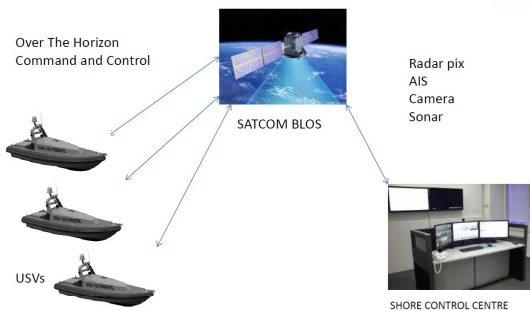 Over The Horizon
Command and Control
SATCOM BLOS
Radar pix
AIS
Camera
Sonar
USVs
SHORE CONTROL CENTRE